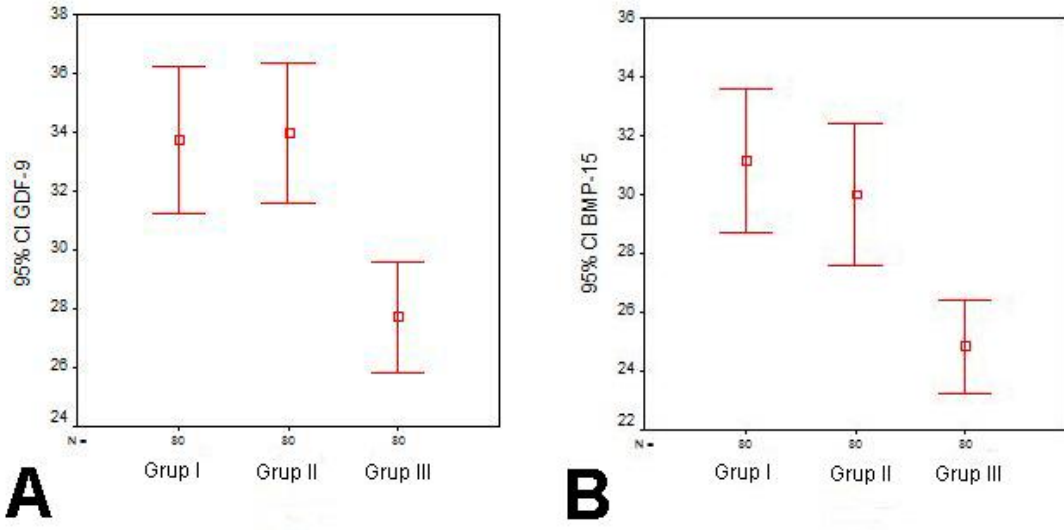 38
36
34
32
30
28
26
24
95% CI GDF-9
N = 80 80 80
Grup I Grup II Grup III
A
36
34
32
30
28
26
24
22
95% CI BMP-15
N = 80 80 80
Grup I Grup II Grup III
B